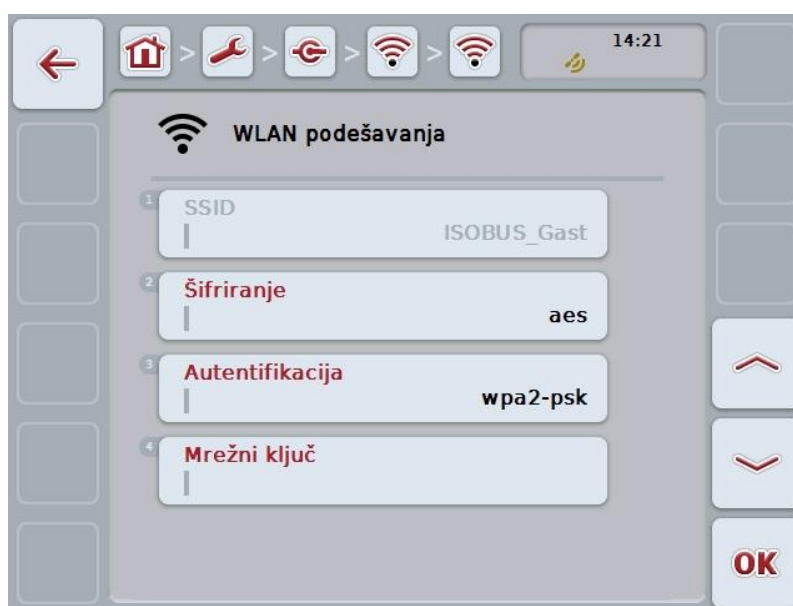 14:21
WLAN podešavanja
1
SSID
ISOBUS_Gast
2
Šifriranje
aes
3
Autentifikacija
wpa2-psk
4
Mrežni ključ
OK